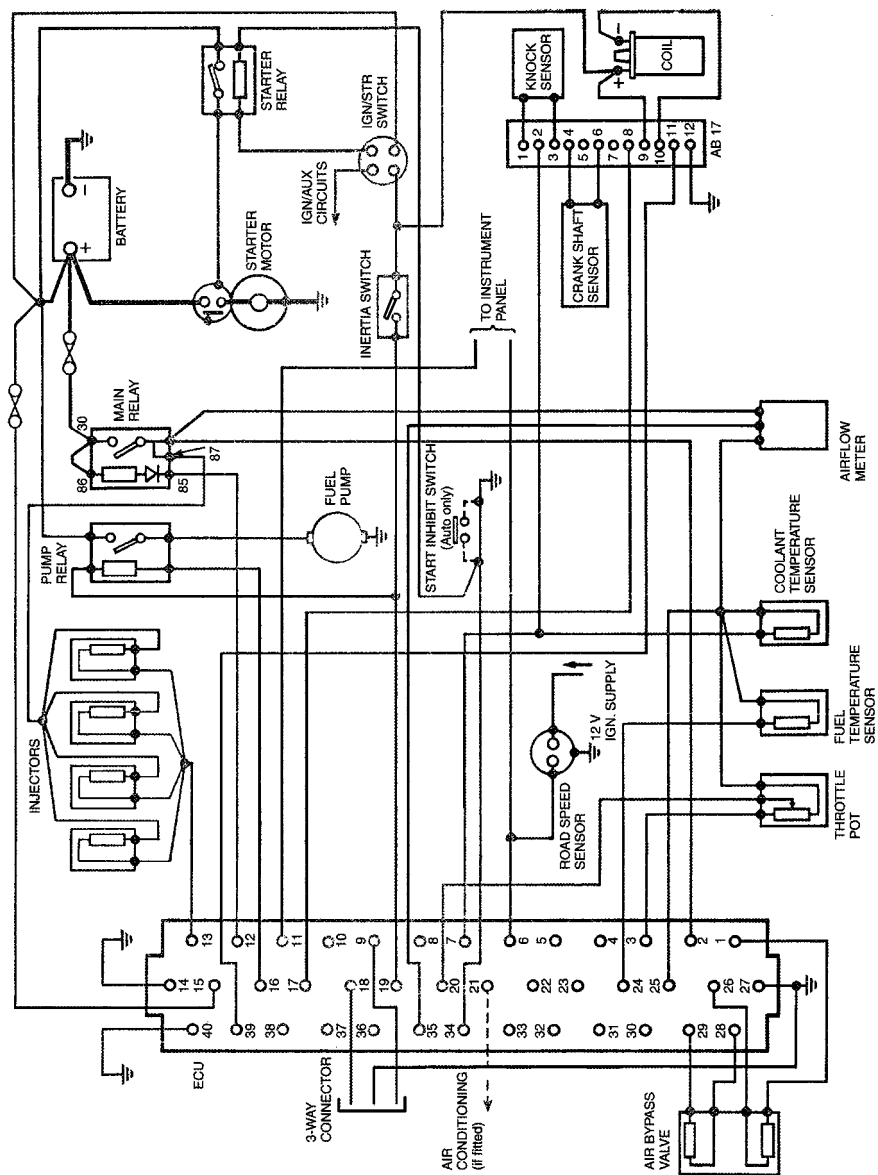 BATTERY
+
-
STARTER
RELAY
STARTER
MOTOR
IGN/STR
SWITCH
IGN/AUX
CIRCUITS
INERTIA SWITCH
TO INSTRUMENT
PANEL
KNOCK
SENSOR
CRANK SHAFT
SENSOR
COIL
+
-
AB 17
1
2
3
4
5
6
7
8
9
10
11
12
MAIN
RELAY
30
86
85
87
PUMP
RELAY
FUEL
PUMP
START INHIBIT SWITCH
(Auto only)
INJECTORS
12 V
IGN. SUPPLY
ROAD SPEED
SENSOR
AIRFLOW
METER
COOLANT
TEMPERATURE
SENSOR
FUEL
TEMPERATURE
SENSOR
THROTTLE
POT
ECU
40
39
38
37
36
35
34
33
32
31
30
29
28
14
15
16
17
18
19
20
21
22
23
24
25
26
27
13
12
11
10
9
8
7
6
5
4
3
2
1
3-WAY
CONNECTOR
AIR
CONDITIONING
(if fitted)
AIR BYPASS
VALVE